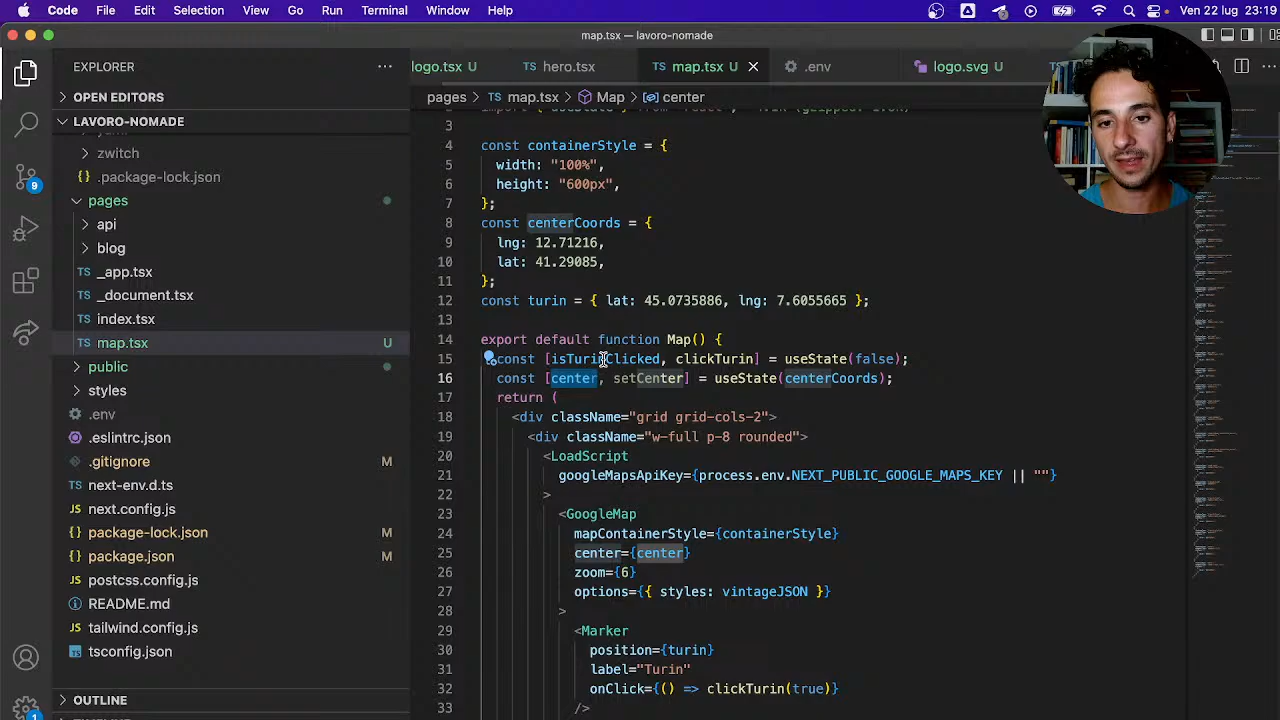 Code File Edit Selection View Go Run Terminal Window Help Ven 22 lug 23:19
map.tsx — lavoro-nomade
EXPLORER
logo.tsx U
hero.tsx
map.tsx U
.env
logo.svg U
OPEN EDITORS
pages > map.tsx > Map > center
LAVORO-NOMADE
zwitch
.package-lock.json
pages
api
blog
_app.tsx
_document.tsx
index.tsx
map.tsx U
public
styles
.env
eslintrc.json
gitignore M
next-env.d.ts
next.config.js
package-lock.json M
package.json M
postcss.config.js
README.md
tailwind.config.js
tsconfig.json
OUTLINE
9
1
3
4 const containerStyle = {
5 width: "100%",
6 height: "600px",
7 };
8 const centerCoords = {
9 12.7123
10 41.29085
11 };
12 const turin = { lat: 45.0735886, lng: 7.6055665 };
13
14 export default function Map() {
15 const [isTurinClicked, clickTurin] = useState(false);
16 const [center, setCenter] = useState(centerCoords);
17 return (
18 <div className="grid grid-cols-2"
19 <div className="w-full p-8 rounded">
20 <LoadScript
21 NEXT_PUBLIC_GOOGLE_MAPS_KEY || ""}
22 >
23 <GoogleMap
24 mapContainerStyle={containerStyle}
25 center={center}
26 zoom={6}
27 options={{ styles: vintageJSON }}
28 >
29 <Marker
30 position={turin}
31 label="Turin"
32 onClick={() => clickTurin(true)}
33 />